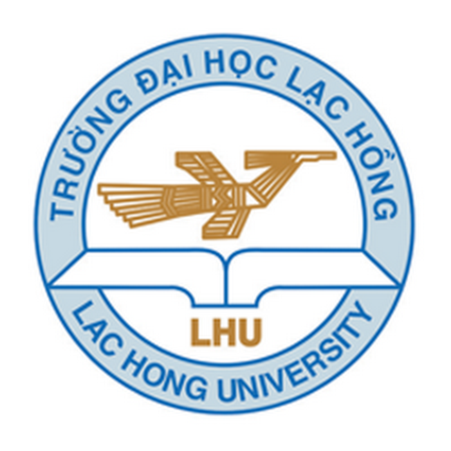 TRƯỜNG ĐẠI HỌC LẠC HỒNG
LHU
LAC HONG UNIVERSITY